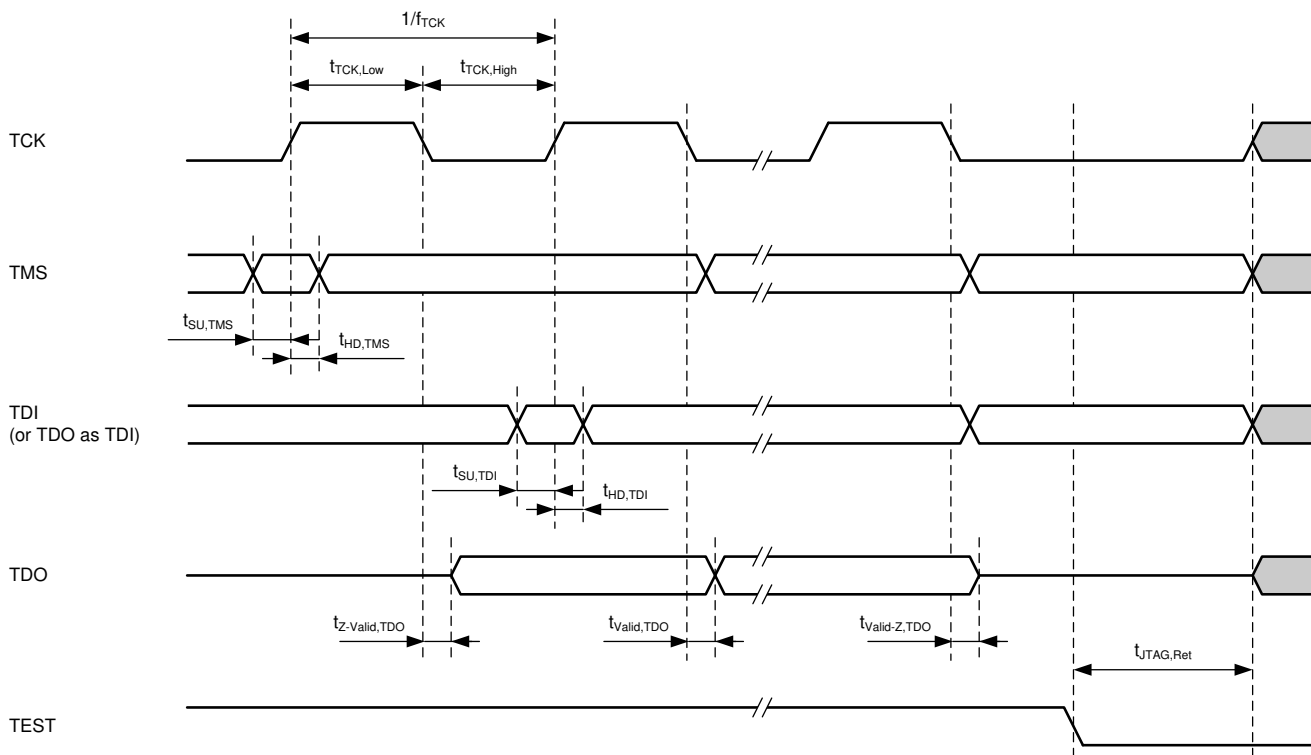 1/fTCK
tTCK,Low
tTCK,High
TCK
TMS
tSU,TMS
tHD,TMS
TDI
(or TDO as TDI)
tSU,TDI
tHD,TDI
TDO
tZ-Valid,TDO
tValid,TDO
tValid-Z,TDO
tJTAG,Ret
TEST